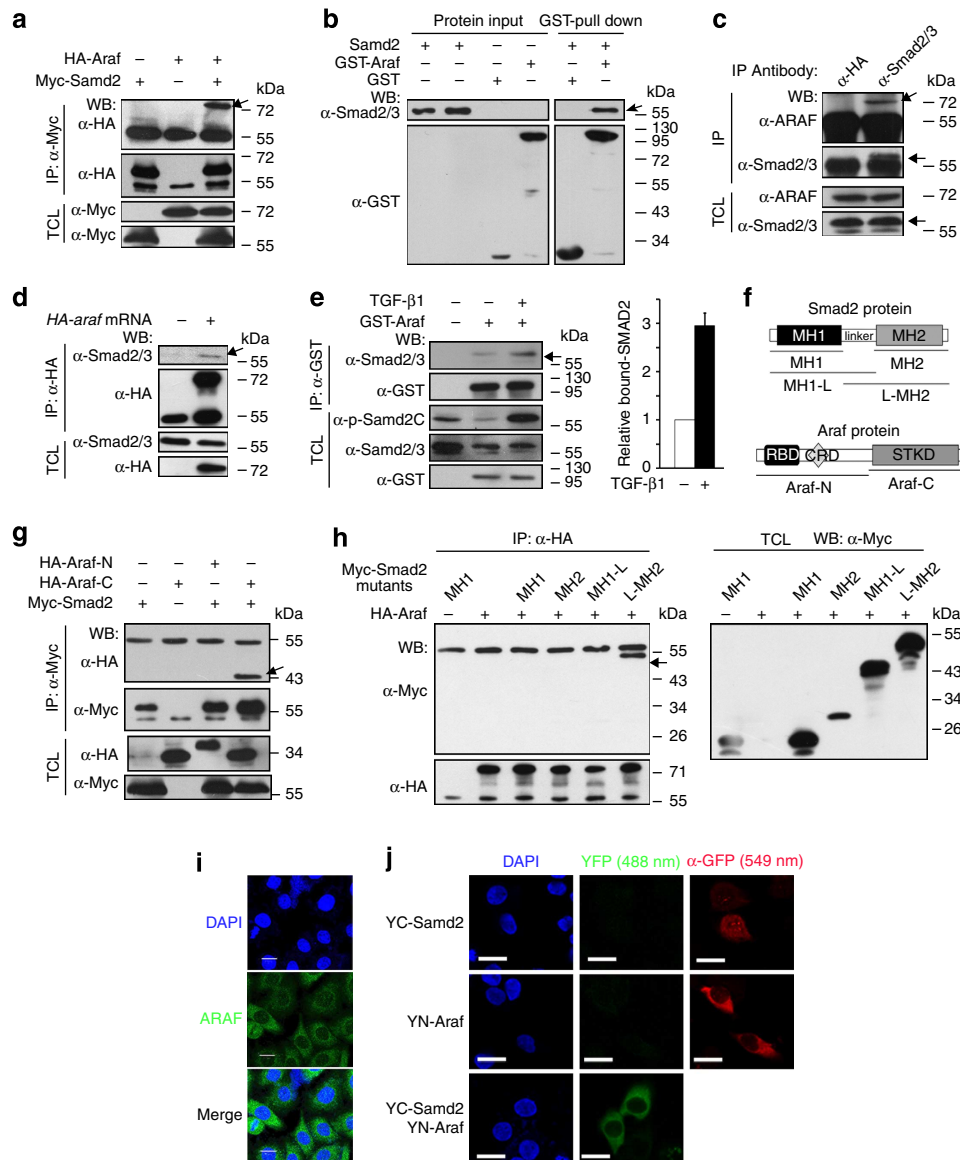 a
HA-Araf – + +
Myc-Samd2 + – +
WB: kDa
IP: α-Myc
α-HA 72
55
α-HA 72
55
TCL
α-Myc 72
α-Myc 55
b
Protein input GST-pull down
Samd2 + + – – + +
GST-Araf – – – + – +
GST – – + – + –
WB: kDa
α-Smad2/3 55
α-GST
130
95
72
55
43
34
c
IP Antibody: α-HA α-Smad2/3
kDa
WB:
IP
α-ARAF 72
55
α-Smad2/3 55
TCL
α-ARAF 72
α-Smad2/3 55
d
HA-araf mRNA – +
WB: kDa
IP: α-HA
α-Smad2/3 55
α-HA 72
55
TCL
α-Smad2/3 55
α-HA 72
e
TGF-β1 – – +
GST-Araf – + +
WB: kDa
IP: α-GST
α-Smad2/3 55
α-GST 130
95
TCL
α-p-Samd2C 55
α-Samd2/3 55
α-GST 130
95
Relative bound-SMAD2
3
2
1
0
TGF-β1 – +
f
Smad2 protein
MH1 linker MH2
MH1 MH2
MH1-L L-MH2
Araf protein
RBD CRD STKD
Araf-N Araf-C
g
HA-Araf-N – – + –
HA-Araf-C – + – +
Myc-Smad2 + – + +
kDa
WB: 55
IP: α-Myc
α-HA 43
α-Myc 55
TCL
α-HA 34
α-Myc 55
h
IP: α-HA
Myc-Smad2 mutants MH1 MH1 MH2 MH1-L L-MH2
HA-Araf – + + + + + kDa
WB: 55
α-Myc 43
34
26
α-HA 71
55
TCL WB: α-Myc
MH1 MH1 MH2 MH1-L L-MH2
– + + + + + kDa
55
43
34
26
i
DAPI
ARAF
Merge
j
DAPI YFP (488 nm) α-GFP (549 nm)
YC-Samd2
YN-Araf
YC-Samd2
YN-Araf